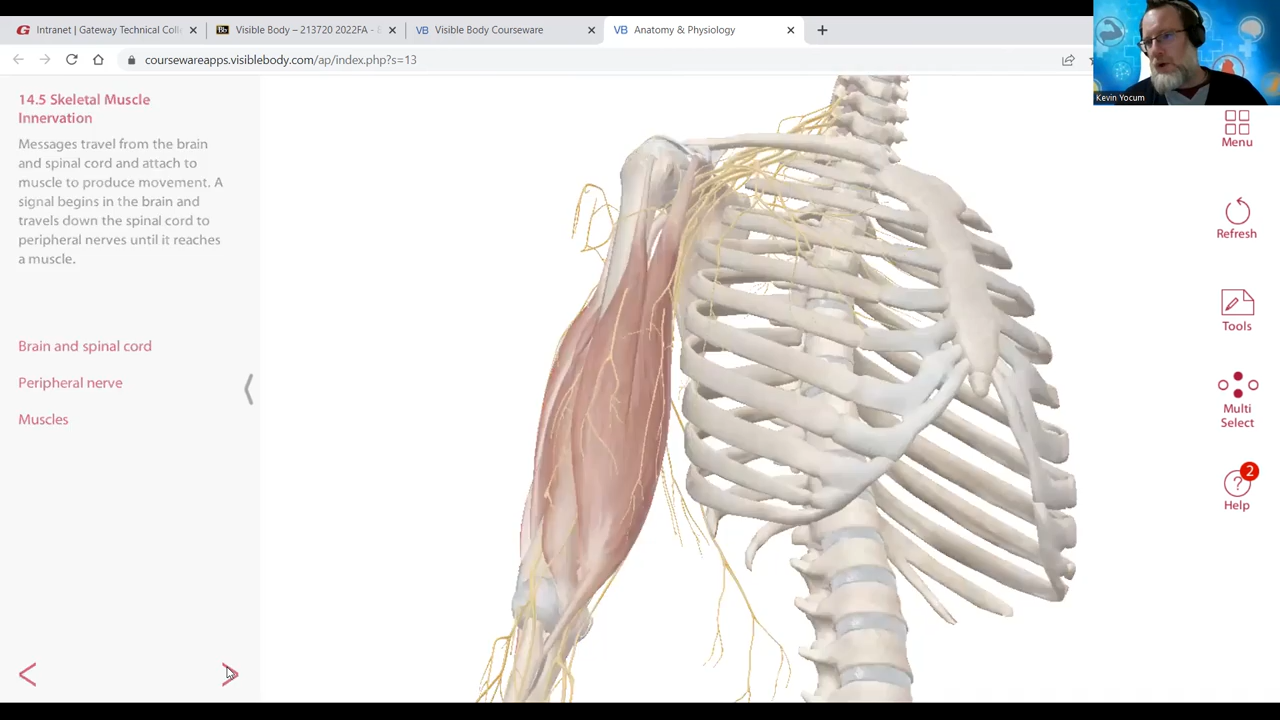 Intranet | Gateway Technical Coll
Visible Body – 213720 2022FA -
Visible Body Courseware
Anatomy & Physiology
coursewareapps.visiblebody.com/ap/index.php?s=13
Kevin Yocum
14.5 Skeletal Muscle
Innervation
Messages travel from the brain
and spinal cord and attach to
muscle to produce movement. A
signal begins in the brain and
travels down the spinal cord to
peripheral nerves until it reaches
a muscle.
Brain and spinal cord
Peripheral nerve
Muscles
Menu
Refresh
Tools
Multi
Select
2
Help